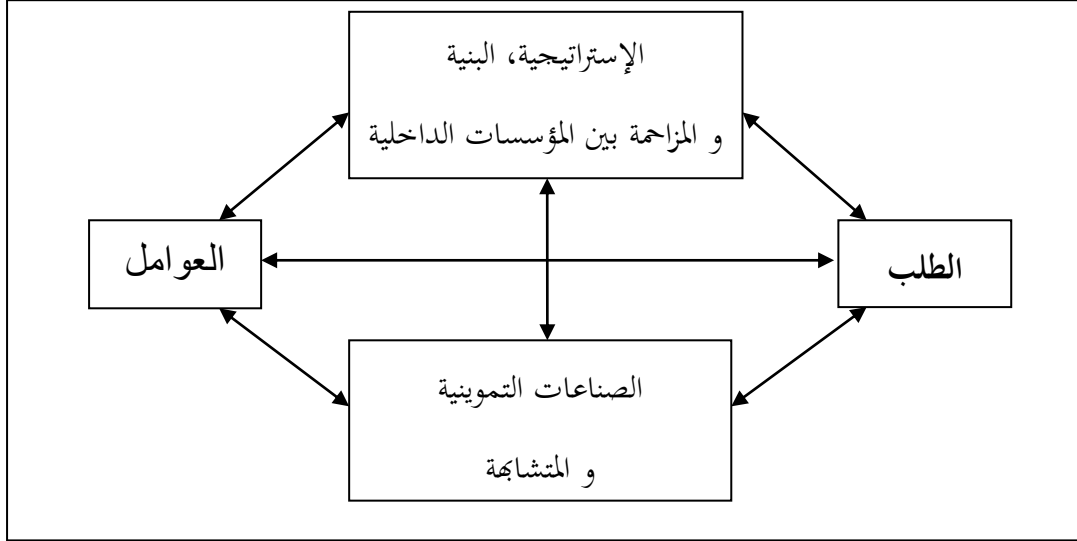 الإستراتيجية، البنية
و المزاحمة بين المؤسسات الداخلية
الطلب
العوامل
الصناعات التموينية
و المتشابهة